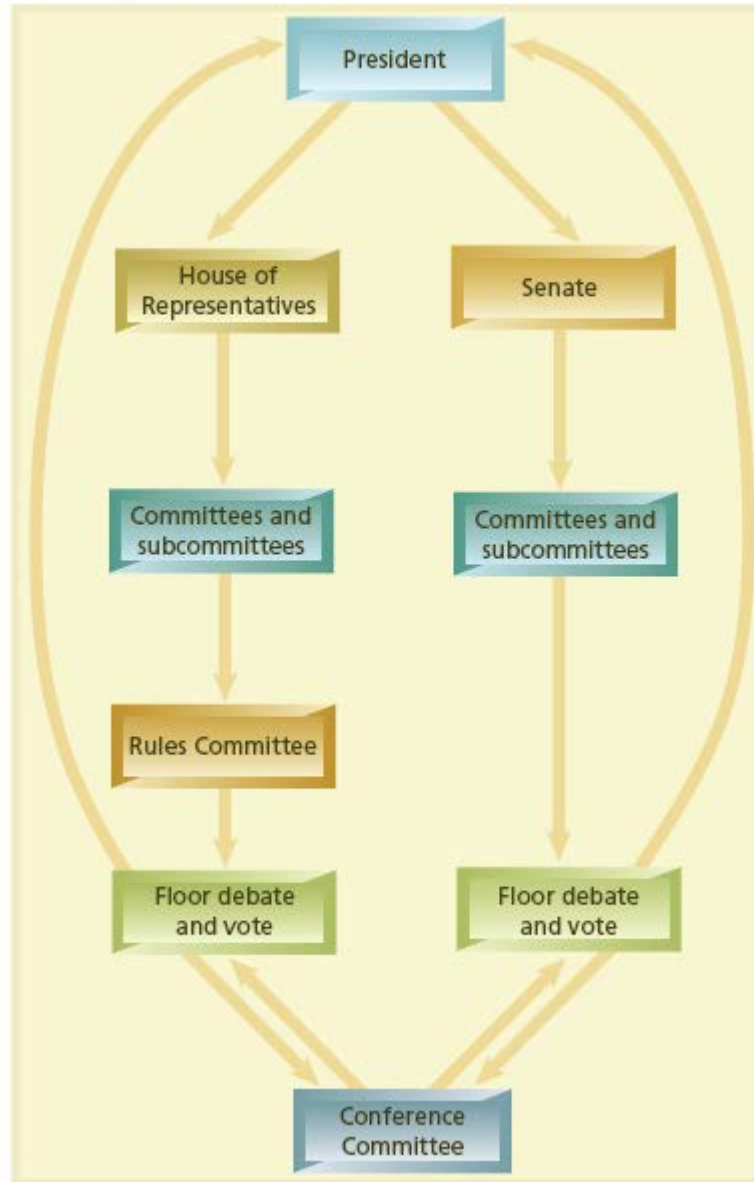 President
House of
Representatives
Senate
Committees and
subcommittees
Committees and
subcommittees
Rules Committee
Floor debate
and vote
Floor debate
and vote
Conference
Committee